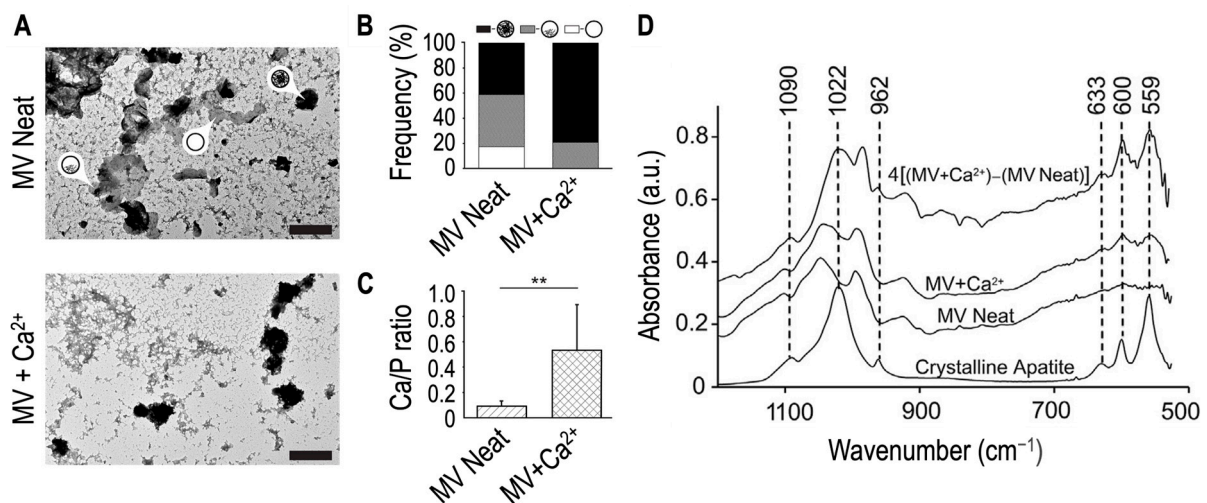 A
MV Neat
MV + Ca²⁺
B
Frequency (%)
100
80
60
40
20
0
MV Neat
MV+Ca²⁺
C
Ca/P ratio
1.0
0.8
0.6
0.4
0.2
0
**
MV Neat
MV+Ca²⁺
D
1090
1022
962
633
600
559
Absorbance (a.u.)
0.8
0.6
0.4
0.2
0
4[(MV+Ca²⁺)–(MV Neat)]
MV+Ca²⁺
MV Neat
Crystalline Apatite
1100
900
700
500
Wavenumber (cm⁻¹)